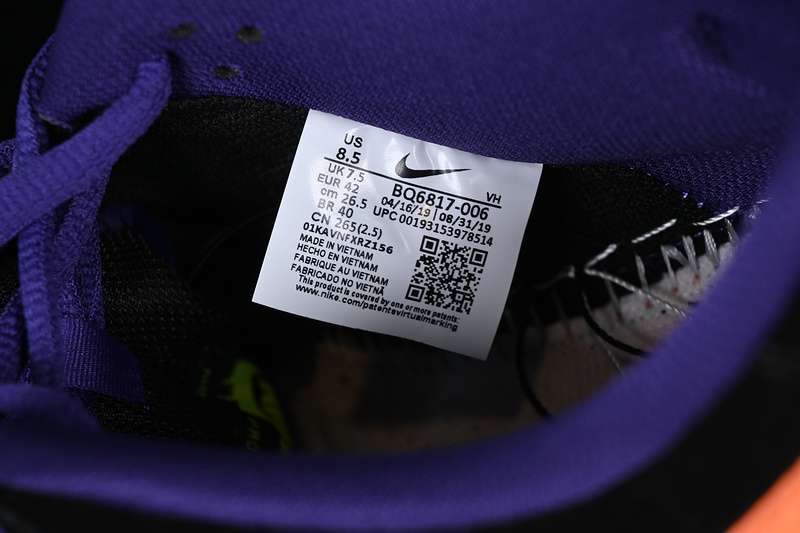 US
8.5
UK 7.5
EUR 42
cm 26.5
BR 40
CN 265(2.5)
BQ6817-006 VH
04/16/19 | 08/31/19
UPC 00193153978514
01KAVNFXRZ156
MADE IN VIETNAM
HECHO EN VIETNAM
FABRIQUE AU VIETNAM
FABRICADO NO VIETNÃ
This product is covered by one or more patents:
www.nike.com/patentsvirtualmarking